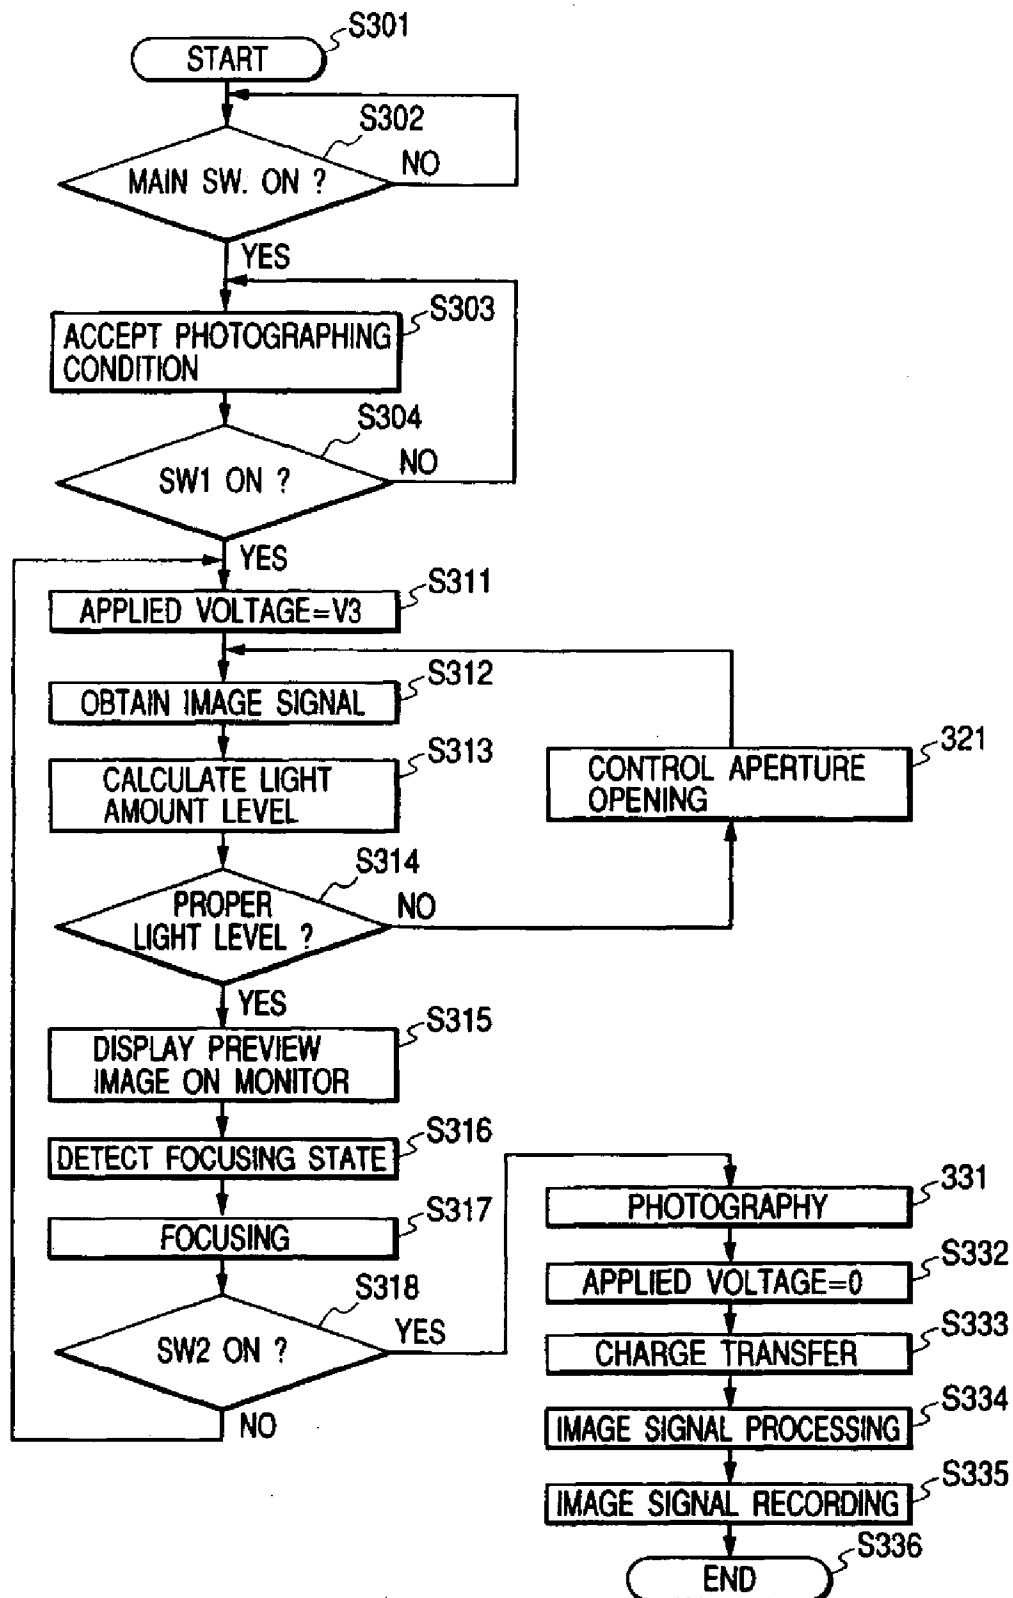 S301
START
S302
MAIN SW. ON ?
NO
YES
S303
ACCEPT PHOTOGRAPHING
CONDITION
S304
SW1 ON ?
NO
YES
S311
APPLIED VOLTAGE=V3
S312
OBTAIN IMAGE SIGNAL
S313
CALCULATE LIGHT
AMOUNT LEVEL
321
CONTROL APERTURE
OPENING
S314
PROPER
LIGHT LEVEL ?
NO
YES
S315
DISPLAY PREVIEW
IMAGE ON MONITOR
S316
DETECT FOCUSING STATE
S317
FOCUSING
S318
SW2 ON ?
YES
NO
331
PHOTOGRAPHY
S332
APPLIED VOLTAGE=0
S333
CHARGE TRANSFER
S334
IMAGE SIGNAL PROCESSING
S335
IMAGE SIGNAL RECORDING
S336
END